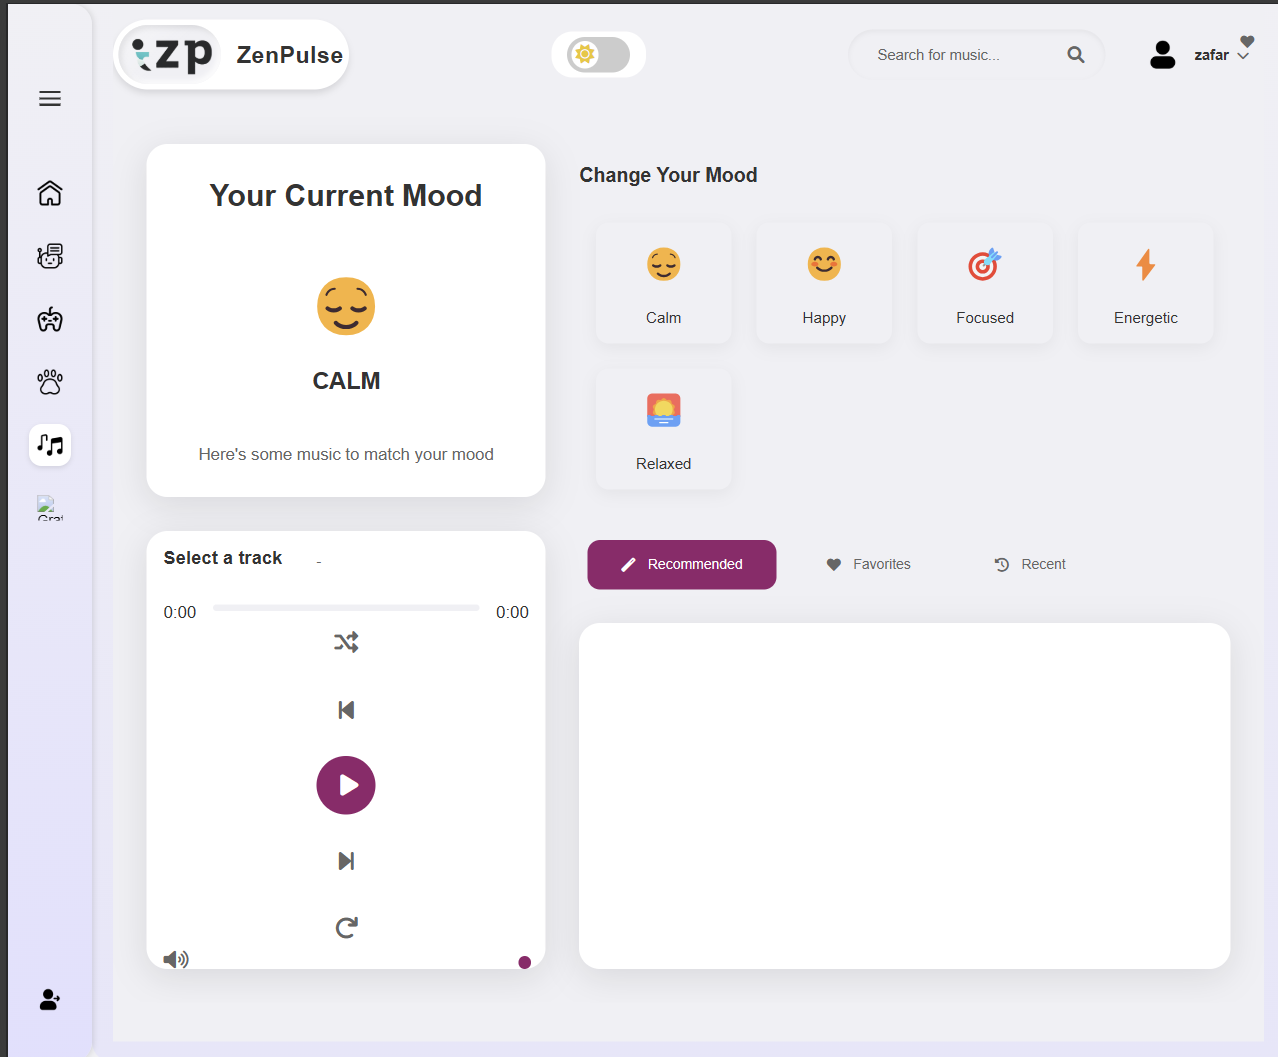 zp ZenPulse
Search for music...
zafar
Your Current Mood
CALM
Here's some music to match your mood
Change Your Mood
Calm
Happy
Focused
Energetic
Relaxed
Select a track -
0:00
0:00
Recommended
Favorites
Recent